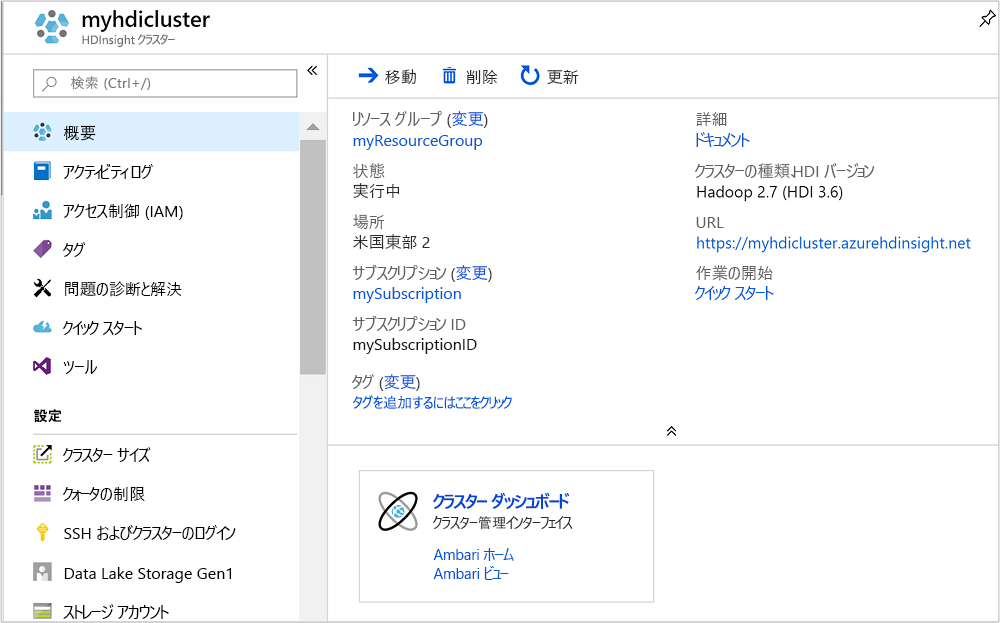 myhdicluster
HDInsight クラスター
検索 (Ctrl+/)
概要
アクティビティ ログ
アクセス制御 (IAM)
タグ
問題の診断と解決
クイック スタート
ツール
設定
クラスター サイズ
クォータの制限
SSH およびクラスターのログイン
Data Lake Storage Gen1
ストレージ アカウント
移動 削除 更新
リソース グループ (変更)
myResourceGroup
状態
実行中
場所
米国東部 2
サブスクリプション (変更)
mySubscription
サブスクリプション ID
mySubscriptionID
タグ (変更)
タグを追加するにはここをクリック
詳細
ドキュメント
クラスターの種類,HDI バージョン
Hadoop 2.7 (HDI 3.6)
URL
https://myhdicluster.azurehdinsight.net
作業の開始
クイック スタート
クラスター ダッシュボード
クラスター管理インターフェイス
Ambari ホーム
Ambari ビュー